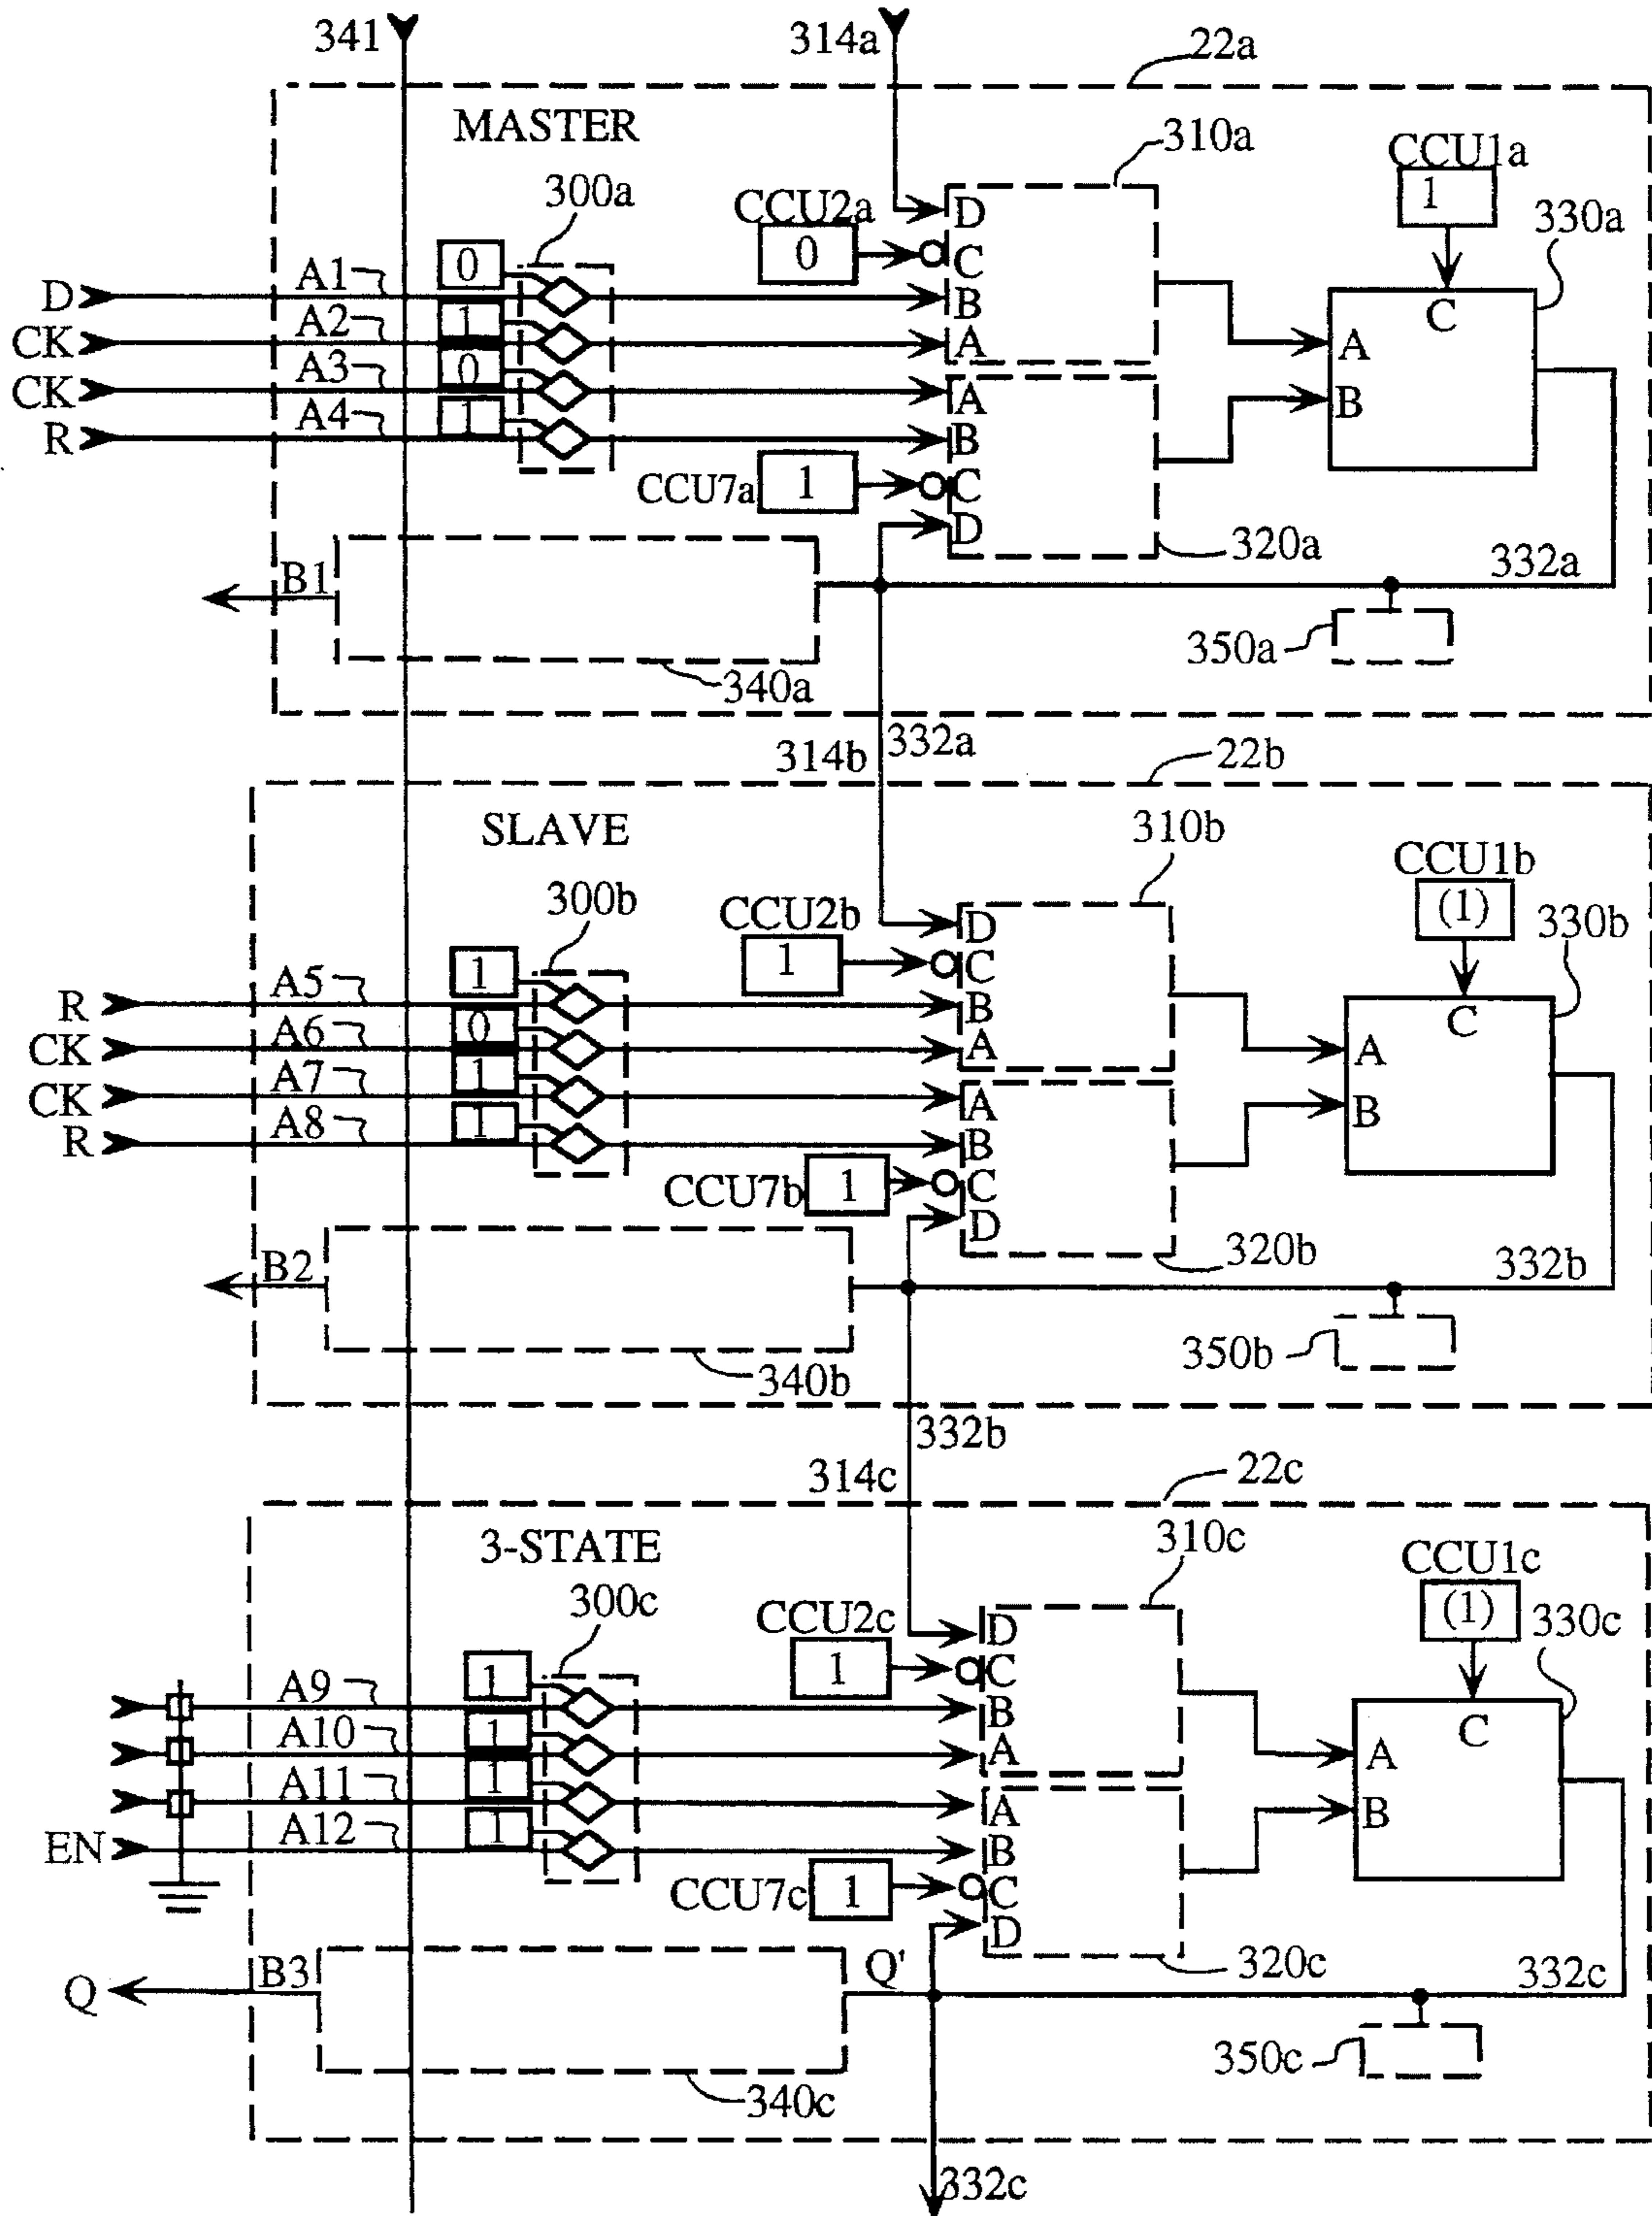 341
314a
22a
MASTER
310a
CCU1a
1
300a
CCU2a
0
330a
D
C
B
A
D
A1
0
CK
A2
1
CK
A3
0
R
A4
1
A
B
C
D
CCU7a
1
A
B
C
320a
332a
B1
350a
340a
332a
314b
22b
SLAVE
310b
CCU1b
(1)
300b
CCU2b
1
330b
D
C
B
A
R
A5
1
CK
A6
0
CK
A7
1
R
A8
1
A
B
C
D
CCU7b
1
A
B
C
320b
332b
B2
350b
340b
332b
314c
22c
3-STATE
310c
CCU1c
(1)
300c
CCU2c
1
330c
D
C
B
A
A9
1
A10
1
A11
1
EN
A12
1
A
B
C
D
CCU7c
1
A
B
C
320c
332c
Q
B3
Q'
350c
340c
332c